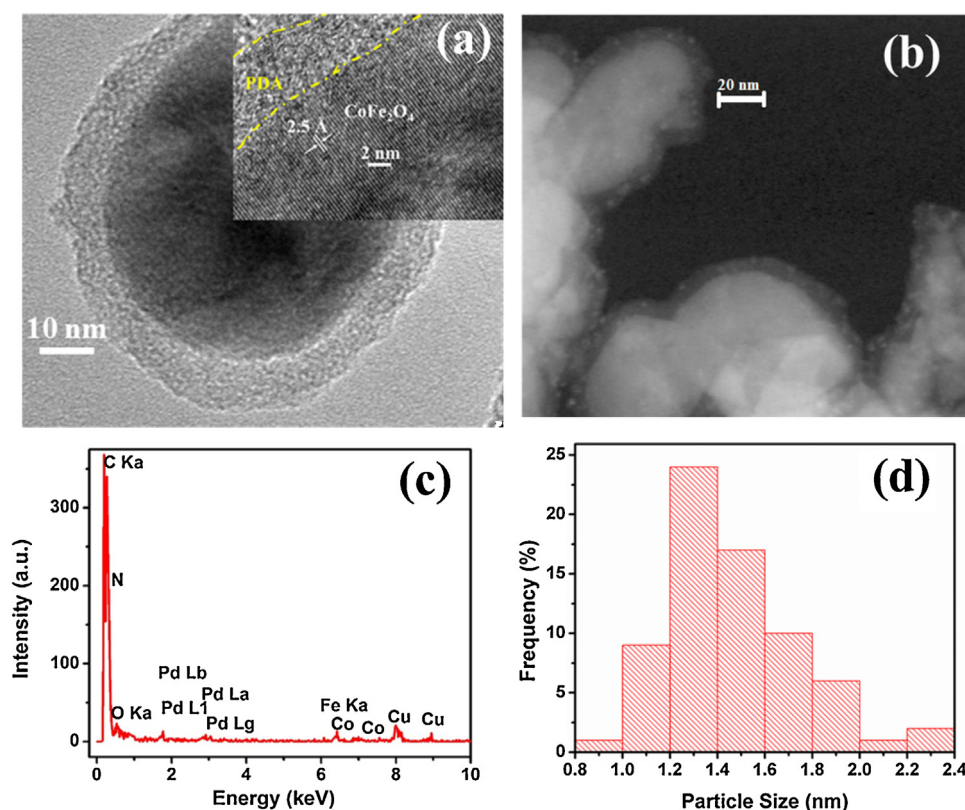 (a)
PDA
CoFe₂O₄
2.5 Å
2 nm
10 nm
(b)
20 nm
(c)
C Ka
N
O Ka
Pd Lb
Pd L1
Pd La
Pd Lg
Fe Ka
Co
Co
Cu
Cu
300
200
100
0
0 2 4 6 8 10
Intensity (a.u.)
Energy (keV)
(d)
25
20
15
10
5
0
0.8 1.0 1.2 1.4 1.6 1.8 2.0 2.2 2.4
Frequency (%)
Particle Size (nm)